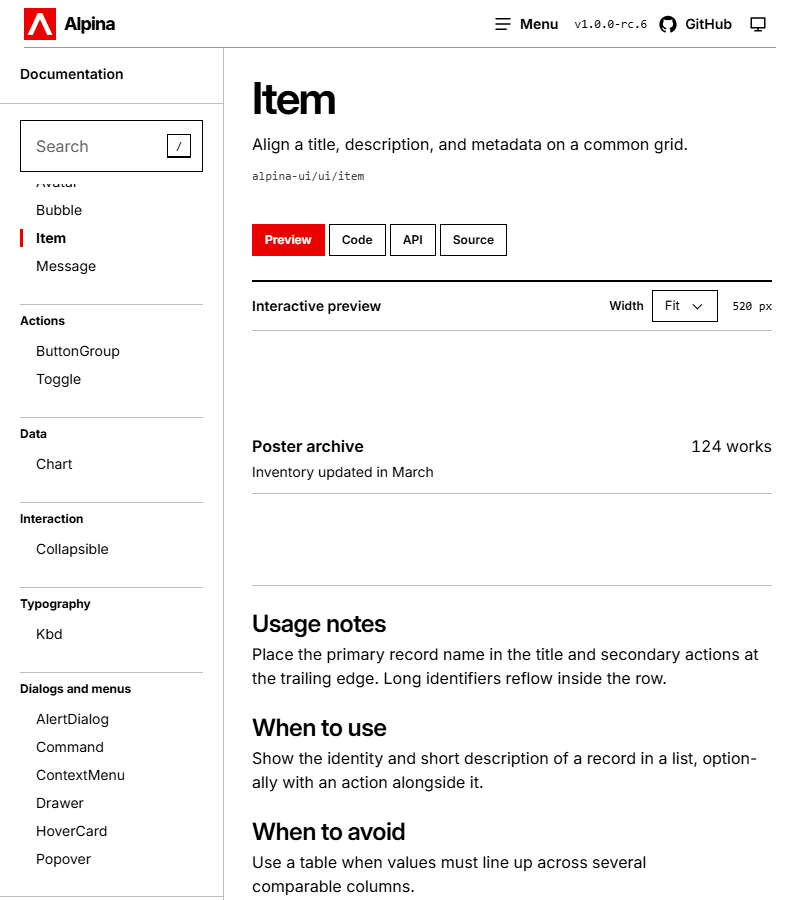 Alpina
Menu
v1.0.0-rc.6
GitHub
Documentation
Search
/
Avatar
Bubble
Item
Message
Actions
ButtonGroup
Toggle
Data
Chart
Interaction
Collapsible
Typography
Kbd
Dialogs and menus
AlertDialog
Command
ContextMenu
Drawer
HoverCard
Popover
Item
Align a title, description, and metadata on a common grid.
alpina-ui/ui/item
Preview
Code
API
Source
Interactive preview
Width
Fit
520 px
Poster archive
124 works
Inventory updated in March
Usage notes
Place the primary record name in the title and secondary actions at
the trailing edge. Long identifiers reflow inside the row.
When to use
Show the identity and short description of a record in a list, option-
ally with an action alongside it.
When to avoid
Use a table when values must line up across several
comparable columns.